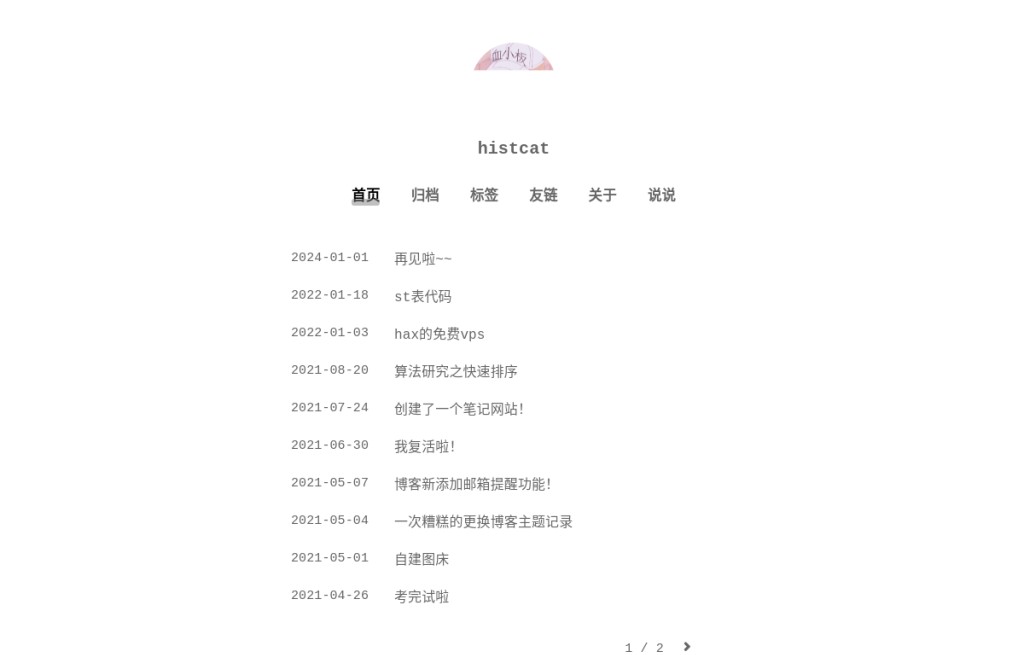 血小板
histcat
首页 归档 标签 友链 关于 说说
2024-01-01 再见啦~~
2022-01-18 st表代码
2022-01-03 hax的免费vps
2021-08-20 算法研究之快速排序
2021-07-24 创建了一个笔记网站!
2021-06-30 我复活啦!
2021-05-07 博客新添加邮箱提醒功能!
2021-05-04 一次糟糕的更换博客主题记录
2021-05-01 自建图床
2021-04-26 考完试啦
1 / 2